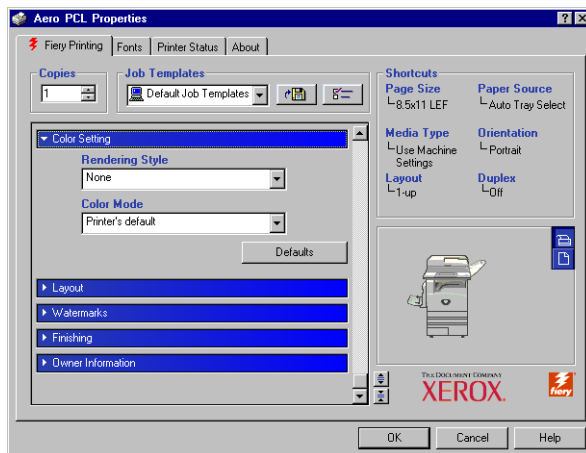 Aero PCL Properties
Fiery Printing
Fonts
Printer Status
About
Copies
1
Job Templates
Default Job Templates
Color Setting
Rendering Style
None
Color Mode
Printer's default
Defaults
Layout
Watermarks
Finishing
Owner Information
Shortcuts
Page Size
8.5x11 LEF
Paper Source
Auto Tray Select
Media Type
Use Machine
Settings
Orientation
Portrait
Layout
1-up
Duplex
Off
THE DOCUMENT COMPANY
XEROX.
fiery
OK
Cancel
Help